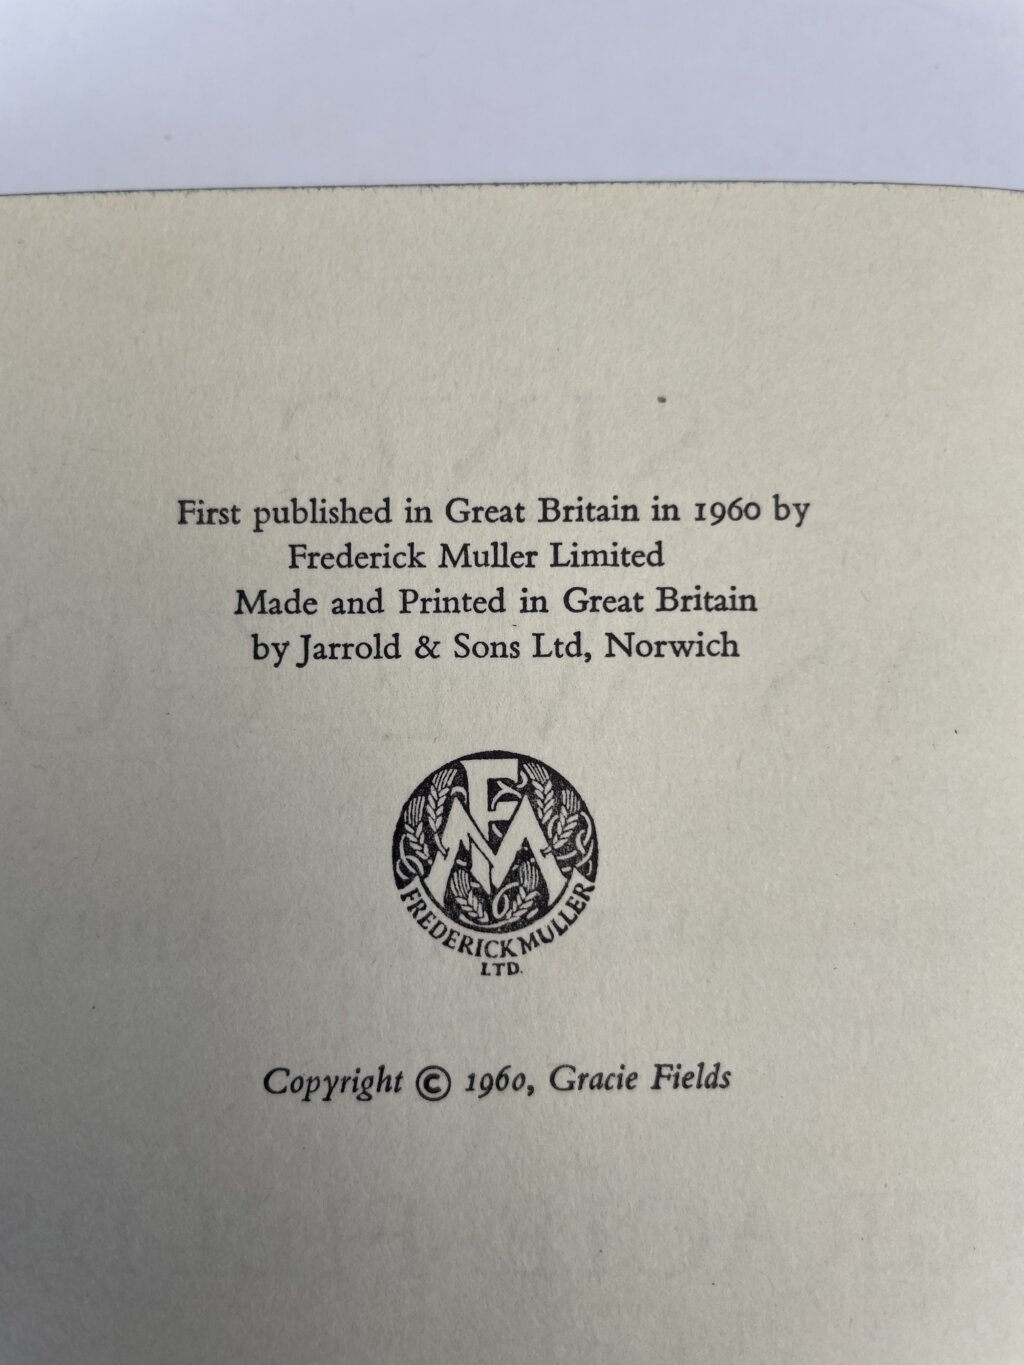 First published in Great Britain in 1960 by
Frederick Muller Limited
Made and Printed in Great Britain
by Jarrold & Sons Ltd, Norwich
FM
FREDERICK MULLER
LTD.
Copyright © 1960, Gracie Fields